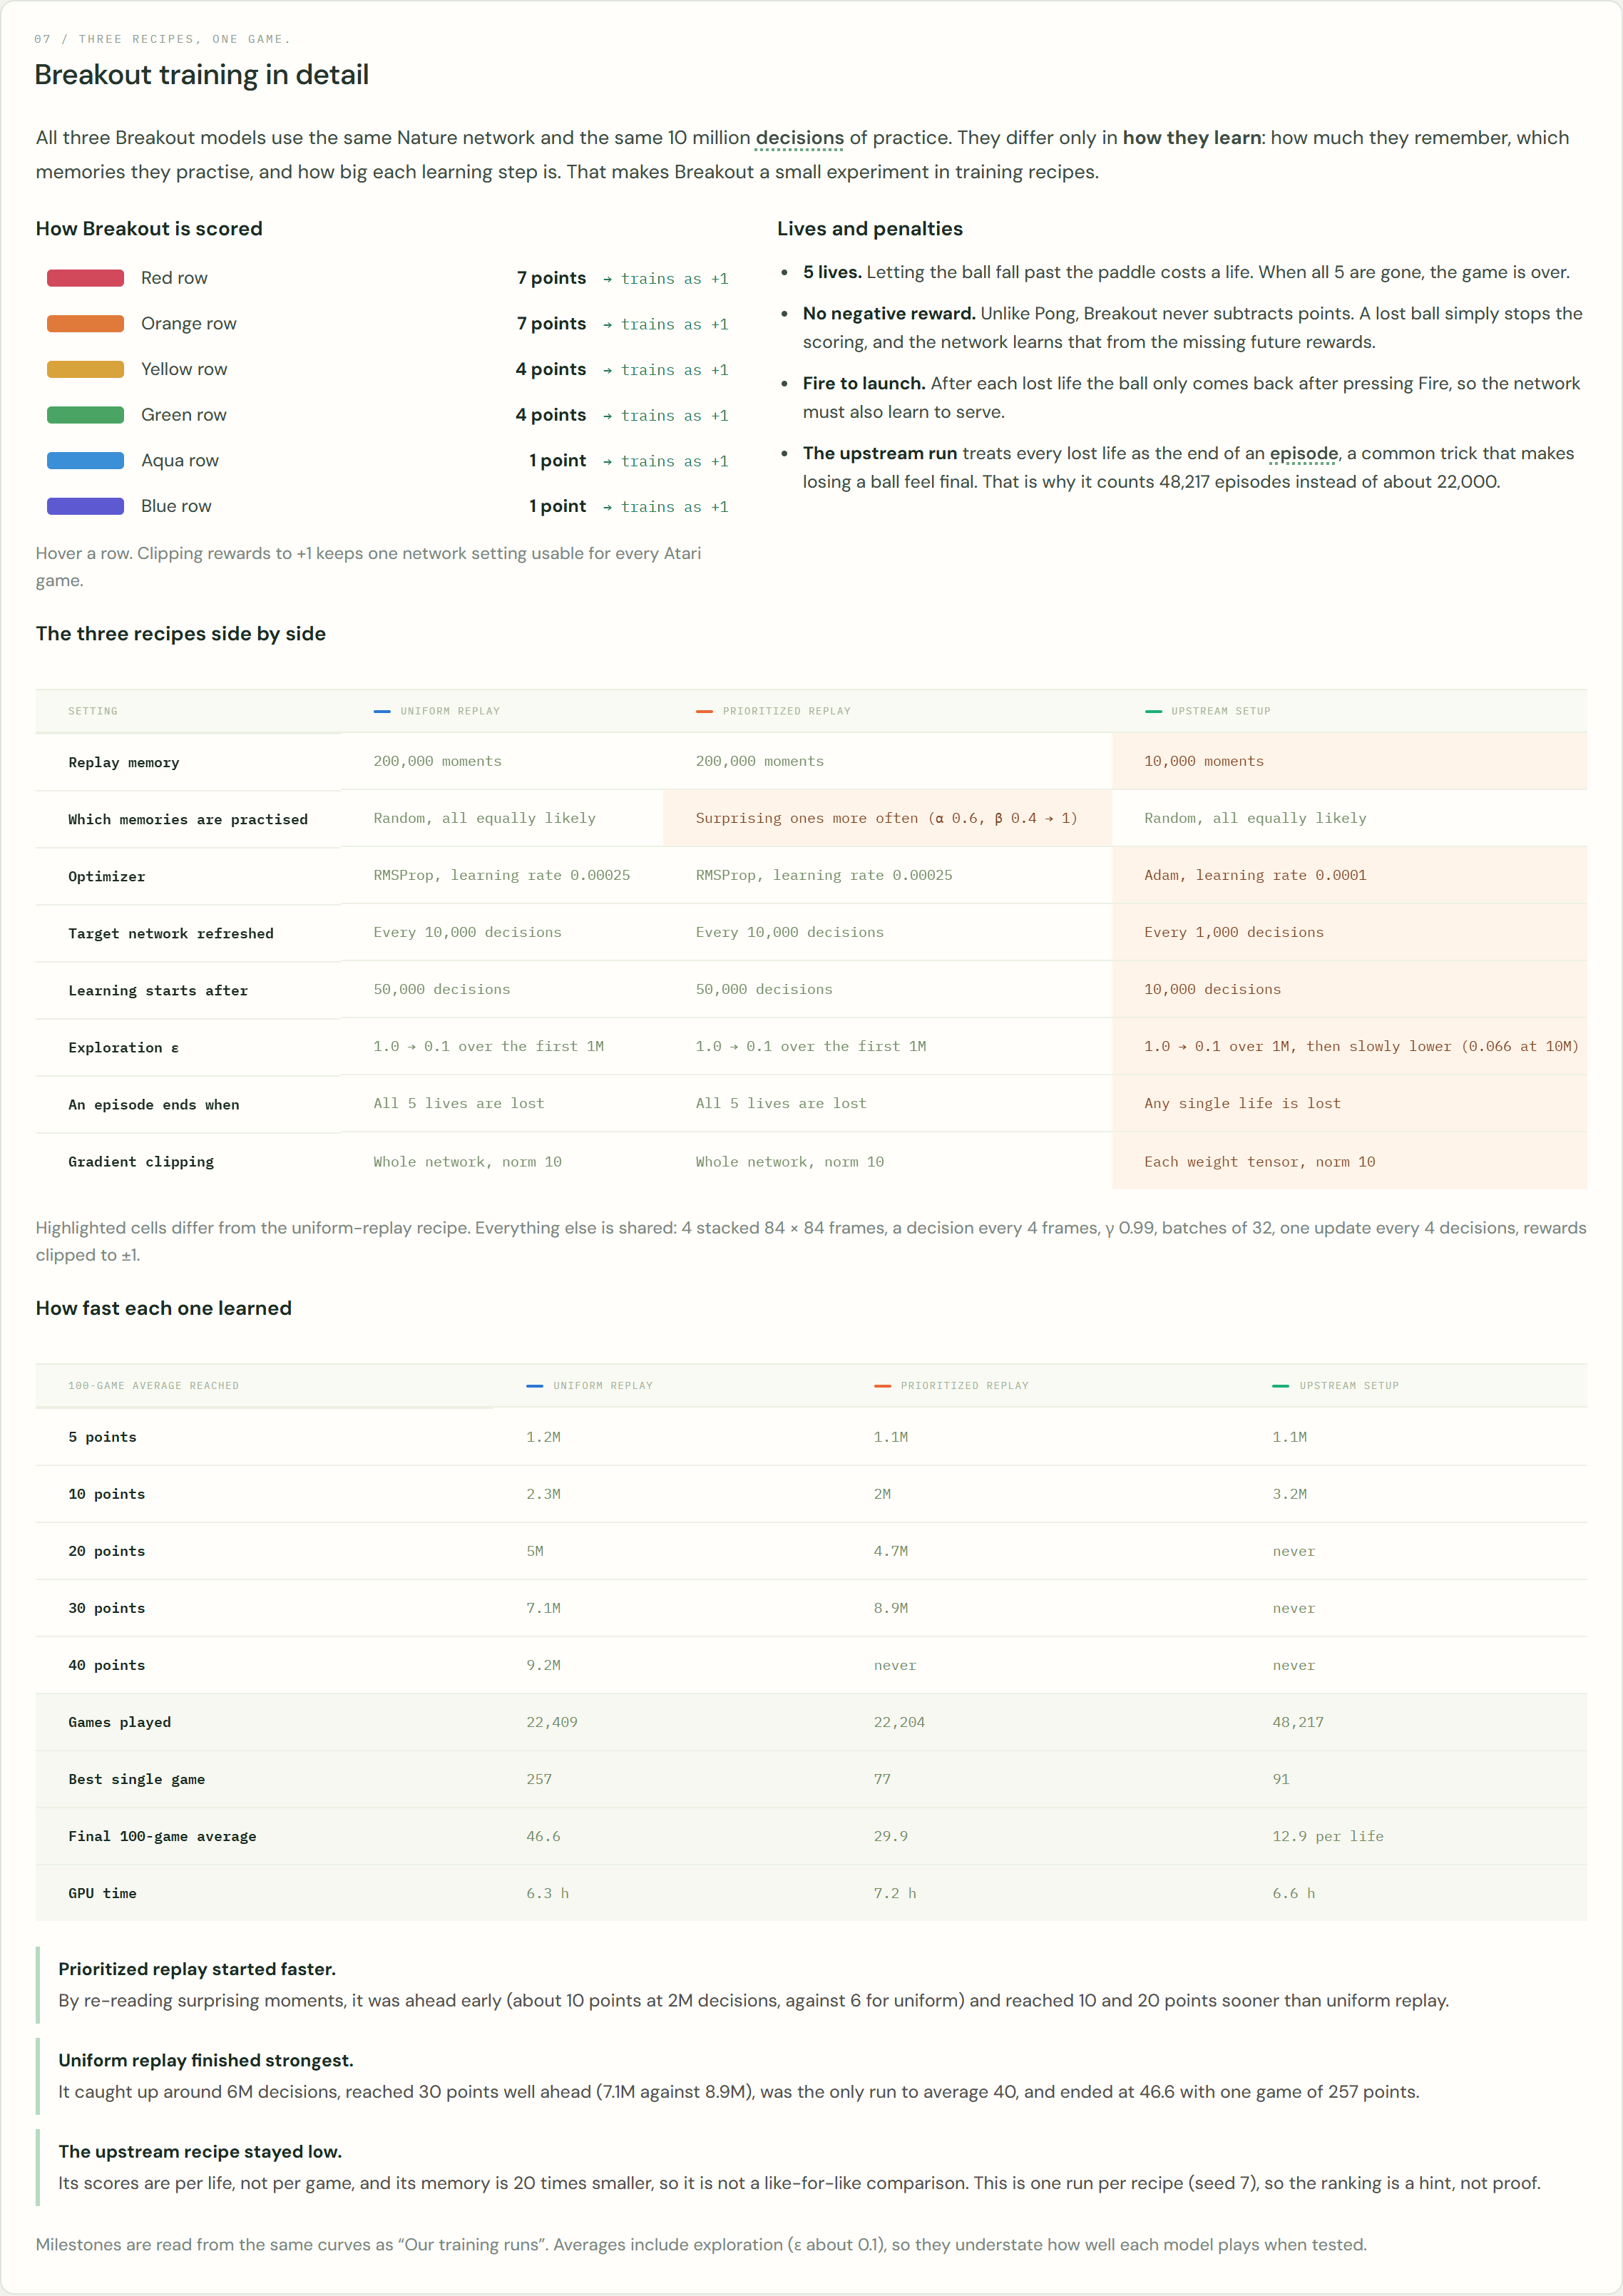 07 / THREE RECIPES, ONE GAME.
Breakout training in detail
All three Breakout models use the same Nature network and the same 10 million decisions of practice. They differ only in how they learn: how much they remember, which
memories they practise, and how big each learning step is. That makes Breakout a small experiment in training recipes.
How Breakout is scored
Red row 7 points → trains as +1
Orange row 7 points → trains as +1
Yellow row 4 points → trains as +1
Green row 4 points → trains as +1
Aqua row 1 point → trains as +1
Blue row 1 point → trains as +1
Hover a row. Clipping rewards to +1 keeps one network setting usable for every Atari
game.
Lives and penalties
• 5 lives. Letting the ball fall past the paddle costs a life. When all 5 are gone, the game is over.
• No negative reward. Unlike Pong, Breakout never subtracts points. A lost ball simply stops the
scoring, and the network learns that from the missing future rewards.
• Fire to launch. After each lost life the ball only comes back after pressing Fire, so the network
must also learn to serve.
• The upstream run treats every lost life as the end of an episode, a common trick that makes
losing a ball feel final. That is why it counts 48,217 episodes instead of about 22,000.
The three recipes side by side
SETTING UNIFORM REPLAY PRIORITIZED REPLAY UPSTREAM SETUP
Replay memory 200,000 moments 200,000 moments 10,000 moments
Which memories are practised Random, all equally likely Surprising ones more often (α 0.6, β 0.4 → 1) Random, all equally likely
Optimizer RMSProp, learning rate 0.00025 RMSProp, learning rate 0.00025 Adam, learning rate 0.0001
Target network refreshed Every 10,000 decisions Every 10,000 decisions Every 1,000 decisions
Learning starts after 50,000 decisions 50,000 decisions 10,000 decisions
Exploration ε 1.0 → 0.1 over the first 1M 1.0 → 0.1 over the first 1M 1.0 → 0.1 over 1M, then slowly lower (0.066 at 10M)
An episode ends when All 5 lives are lost All 5 lives are lost Any single life is lost
Gradient clipping Whole network, norm 10 Whole network, norm 10 Each weight tensor, norm 10
Highlighted cells differ from the uniform-replay recipe. Everything else is shared: 4 stacked 84 × 84 frames, a decision every 4 frames, γ 0.99, batches of 32, one update every 4 decisions, rewards
clipped to ±1.
How fast each one learned
100-GAME AVERAGE REACHED UNIFORM REPLAY PRIORITIZED REPLAY UPSTREAM SETUP
5 points 1.2M 1.1M 1.1M
10 points 2.3M 2M 3.2M
20 points 5M 4.7M never
30 points 7.1M 8.9M never
40 points 9.2M never never
Games played 22,409 22,204 48,217
Best single game 257 77 91
Final 100-game average 46.6 29.9 12.9 per life
GPU time 6.3 h 7.2 h 6.6 h
Prioritized replay started faster.
By re-reading surprising moments, it was ahead early (about 10 points at 2M decisions, against 6 for uniform) and reached 10 and 20 points sooner than uniform replay.
Uniform replay finished strongest.
It caught up around 6M decisions, reached 30 points well ahead (7.1M against 8.9M), was the only run to average 40, and ended at 46.6 with one game of 257 points.
The upstream recipe stayed low.
Its scores are per life, not per game, and its memory is 20 times smaller, so it is not a like-for-like comparison. This is one run per recipe (seed 7), so the ranking is a hint, not proof.
Milestones are read from the same curves as “Our training runs”. Averages include exploration (ε about 0.1), so they understate how well each model plays when tested.